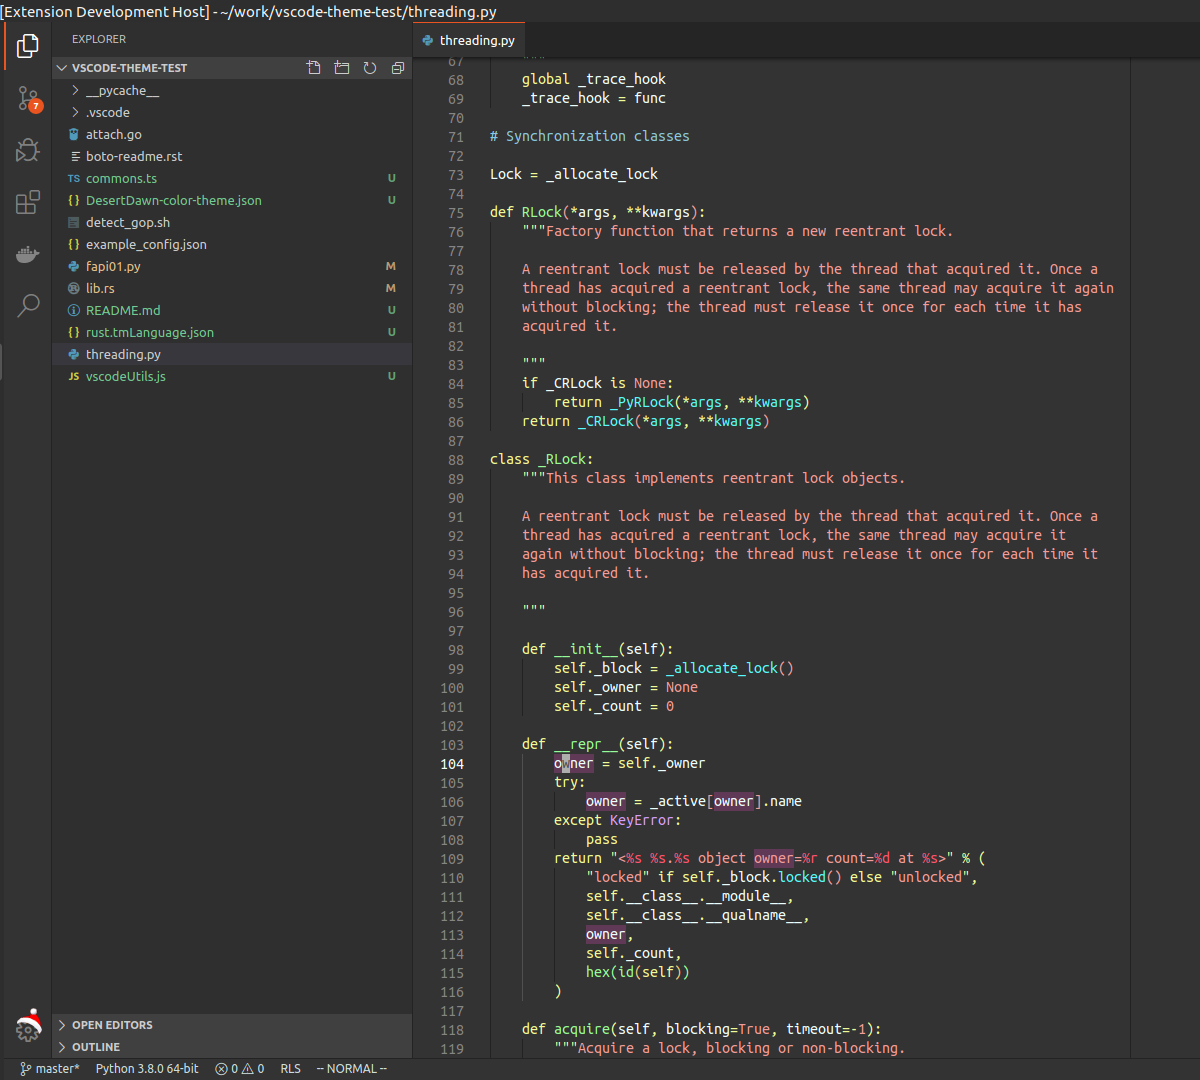 [Extension Development Host] - ~/work/vscode-theme-test/threading.py
EXPLORER
VSCODE-THEME-TEST
__pycache__
.vscode
attach.go
boto-readme.rst
TS commons.ts U
{} DesertDawn-color-theme.json U
detect_gop.sh
{} example_config.json
fapi01.py M
lib.rs M
README.md U
{} rust.tmLanguage.json U
threading.py
JS vscodeUtils.js U
OPEN EDITORS
OUTLINE
7
threading.py
67 """
68 global _trace_hook
69 _trace_hook = func
70
71 # Synchronization classes
72
73 Lock = _allocate_lock
74
75 def RLock(*args, **kwargs):
76 """Factory function that returns a new reentrant lock.
77
78 A reentrant lock must be released by the thread that acquired it. Once a
79 thread has acquired a reentrant lock, the same thread may acquire it again
80 without blocking; the thread must release it once for each time it has
81 acquired it.
82
83 """
84 if _CRLock is None:
85 return _PyRLock(*args, **kwargs)
86 return _CRLock(*args, **kwargs)
87
88 class _RLock:
89 """This class implements reentrant lock objects.
90
91 A reentrant lock must be released by the thread that acquired it. Once a
92 thread has acquired a reentrant lock, the same thread may acquire it
93 again without blocking; the thread must release it once for each time it
94 has acquired it.
95
96 """
97
98 def __init__(self):
99 self._block = _allocate_lock()
100 self._owner = None
101 self._count = 0
102
103 def __repr__(self):
104 owner = self._owner
105 try:
106 owner = _active[owner].name
107 except KeyError:
108 pass
109 return "<%s %s.%s object owner=%r count=%d at %s>" % (
110 "locked" if self._block.locked() else "unlocked",
111 self.__class__.__module__,
112 self.__class__.__qualname__,
113 owner,
114 self._count,
115 hex(id(self))
116 )
117
118 def acquire(self, blocking=True, timeout=-1):
119 """Acquire a lock, blocking or non-blocking.
master* Python 3.8.0 64-bit 0 0 RLS -- NORMAL --